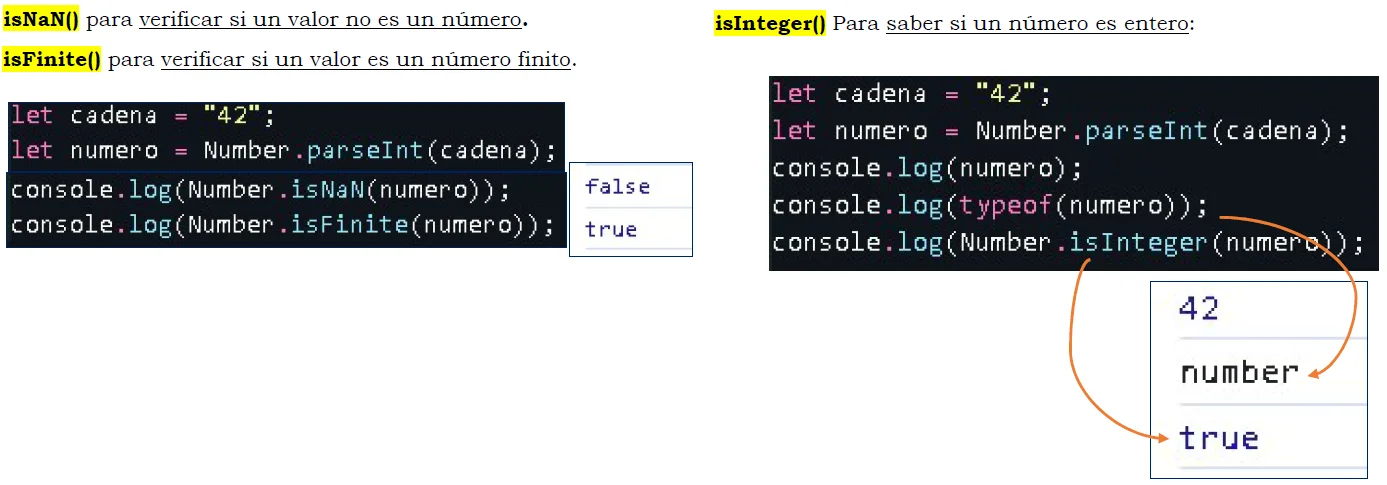 isNaN() para verificar si un valor no es un número.
isFinite() para verificar si un valor es un número finito.
let cadena = "42";
let numero = Number.parseInt(cadena);
console.log(Number.isNaN(numero));
console.log(Number.isFinite(numero));
false
true
isInteger() Para saber si un número es entero:
let cadena = "42";
let numero = Number.parseInt(cadena);
console.log(numero);
console.log(typeof(numero));
console.log(Number.isInteger(numero));
42
number
true